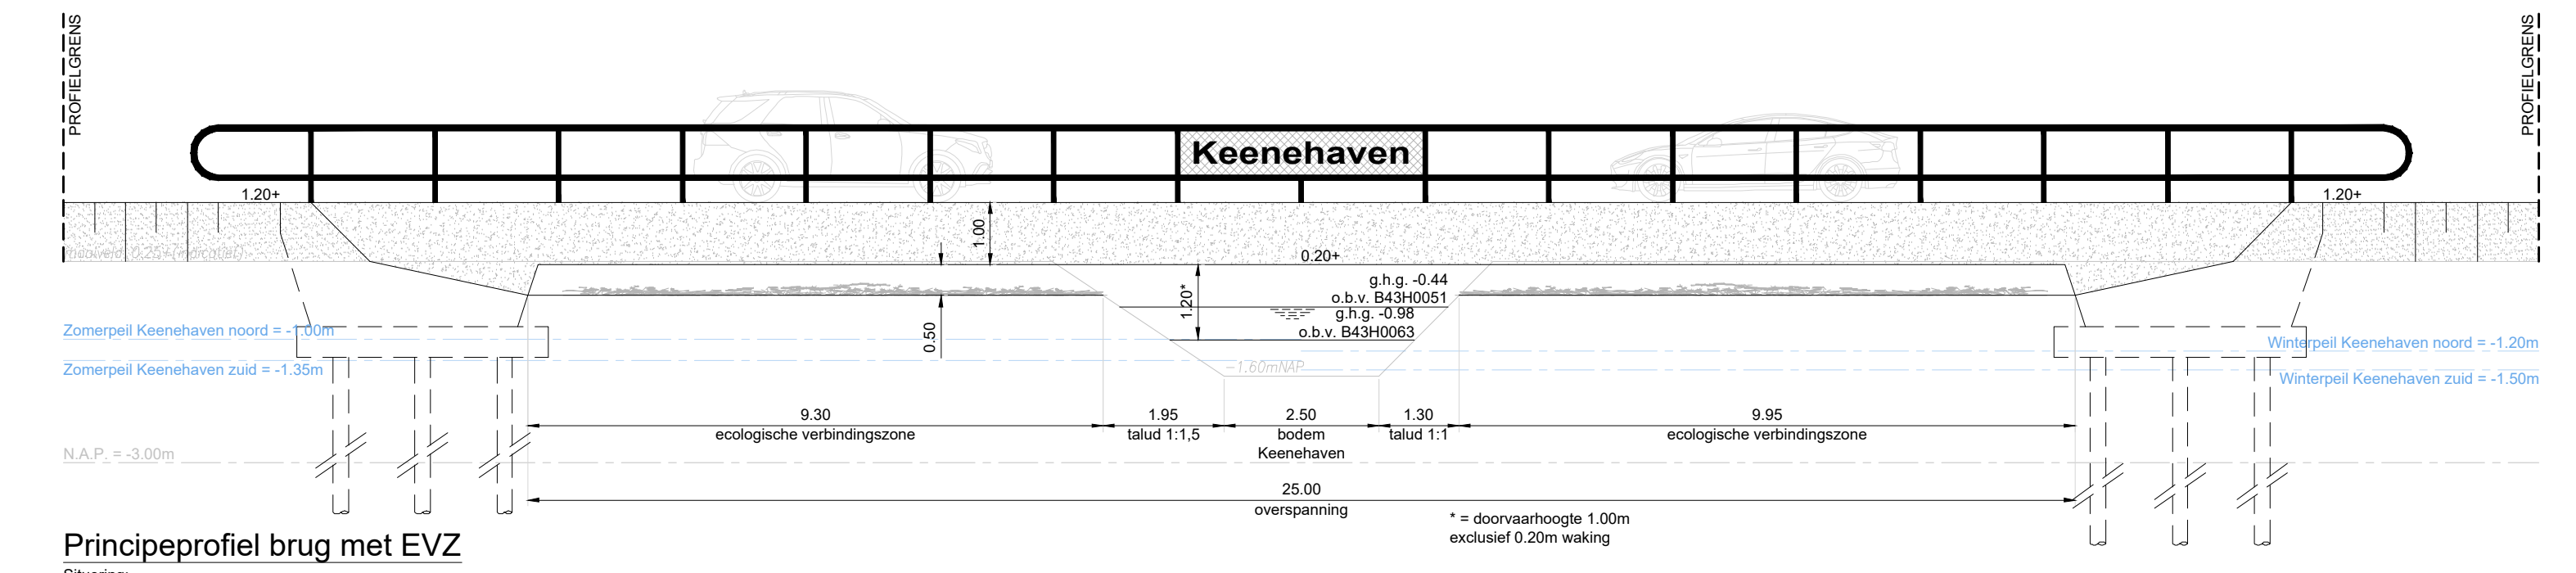 PROFIELGRENS
PROFIELGRENS
Keenehaven
1.20+
1.20+
1.00
maaiveld: 0.25+ (indicatief)
0.20+
g.h.g. -0.44
o.b.v. B43H0051
1.20*
g.h.g. -0.98
o.b.v. B43H0063
0.50
Zomerpeil Keenehaven noord = -1.00m
Winterpeil Keenehaven noord = -1.20m
Zomerpeil Keenehaven zuid = -1.35m
-1.60mNAP
Winterpeil Keenehaven zuid = -1.50m
9.30
ecologische verbindingszone
1.95
talud 1:1,5
2.50
bodem
Keenehaven
1.30
talud 1:1
9.95
ecologische verbindingszone
N.A.P. = -3.00m
25.00
overspanning
* = doorvaarhoogte 1.00m
exclusief 0.20m waking
Principeprofiel brug met EVZ